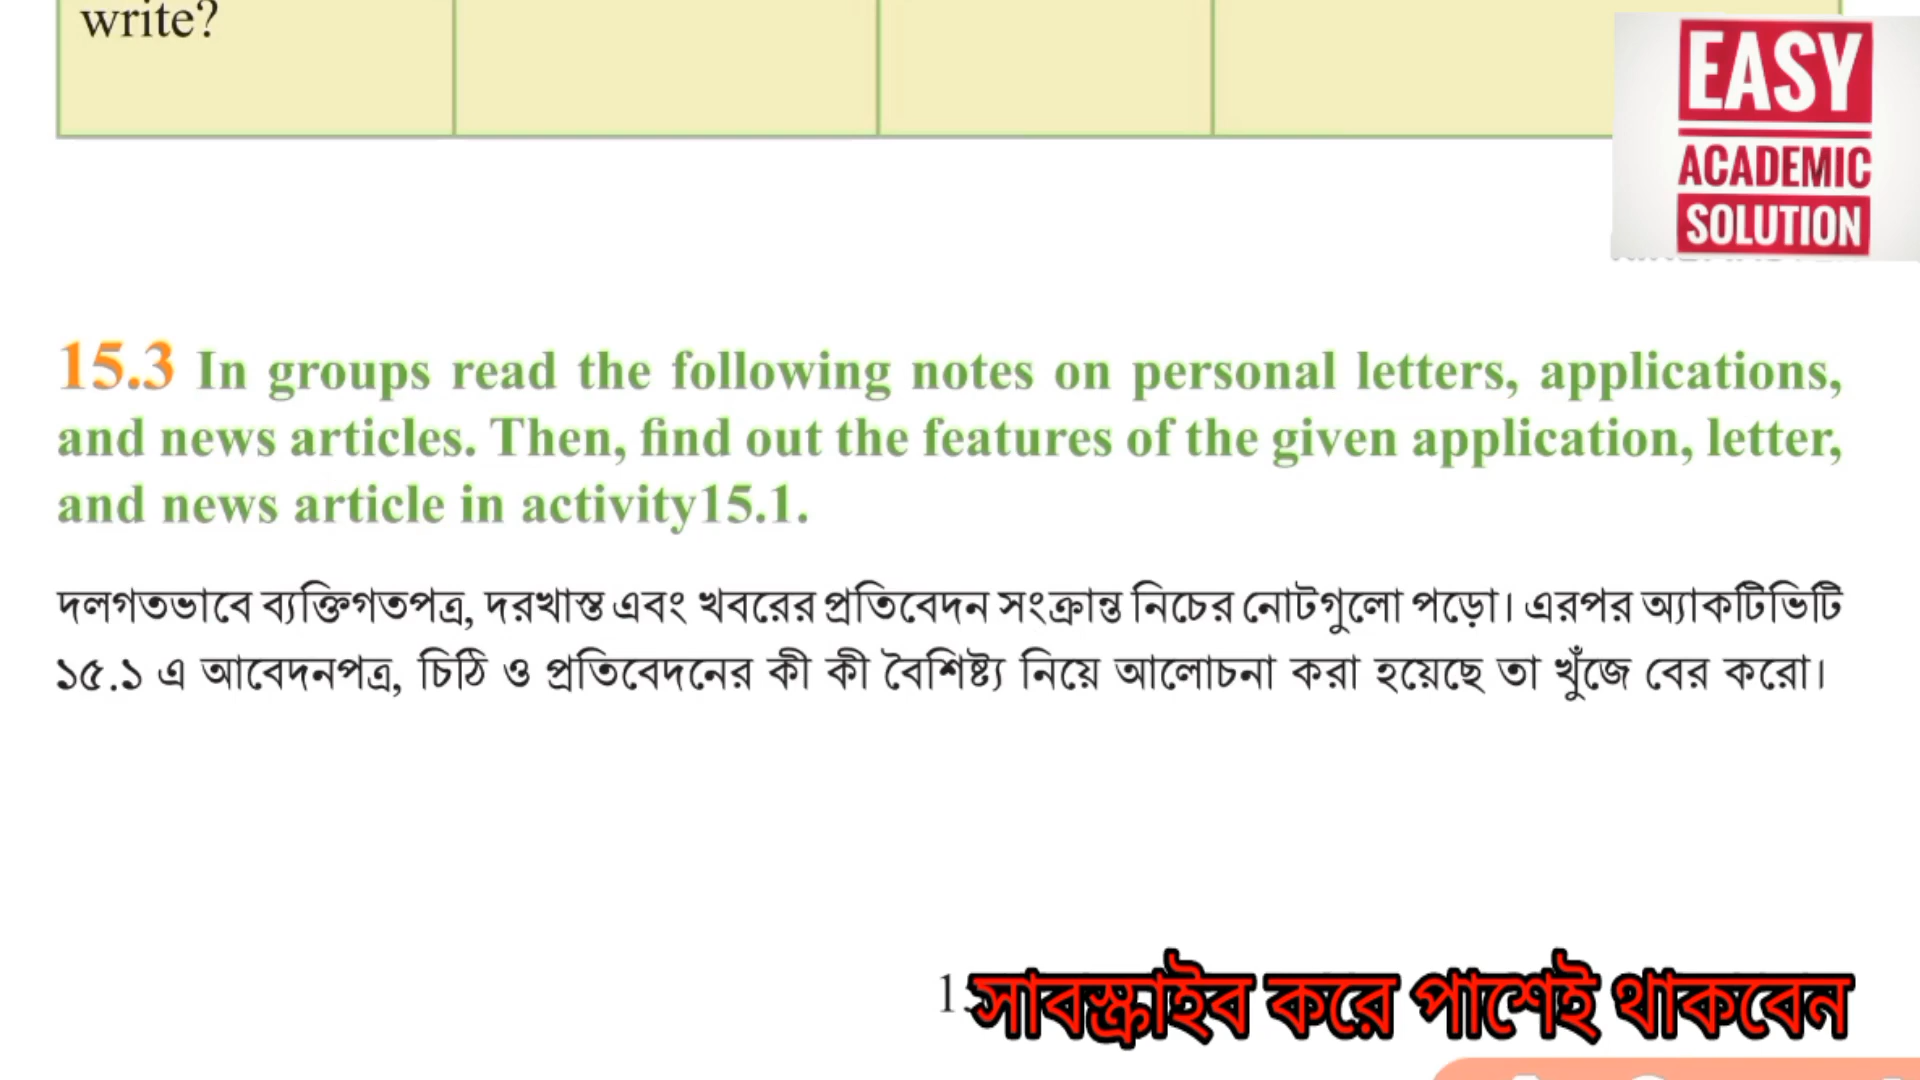 write?
EASY
ACADEMIC
SOLUTION
15.3 In groups read the following notes on personal letters, applications,
and news articles. Then, find out the features of the given application, letter,
and news article in activity15.1.
দলগতভাবে ব্যক্তিগতপত্র, দরখাস্ত এবং খবরের প্রতিবেদন সংক্রান্ত নিচের নোটগুলো পড়ো। এরপর অ্যাকটিভিটি
১৫.১ এ আবেদনপত্র, চিঠি ও প্রতিবেদনের কী কী বৈশিষ্ট্য নিয়ে আলোচনা করা হয়েছে তা খুঁজে বের করো।
সাবস্ক্রাইব করে পাশেই থাকবেন